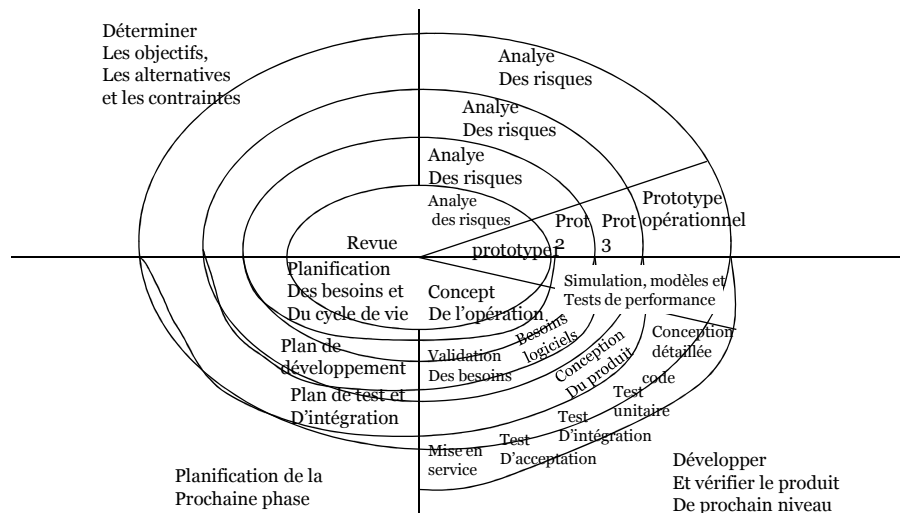 Déterminer
Les objectifs,
Les alternatives
et les contraintes
Analye
Des risques
Analye
Des risques
Analye
Des risques
Analye
des risques
Prototype
opérationnel
Prot
2
Prot
3
Revue
prototype1
Planification
Des besoins et
Du cycle de vie
Concept
De l'opération
Simulation, modèles et
Tests de performance
Besoins
logiciels
Conception
détaillée
Plan de
développement
Validation
Des besoins
Conception
Du produit
code
Plan de test et
D'intégration
Test
unitaire
Test
D'intégration
Test
D'acceptation
Mise en
service
Planification de la
Prochaine phase
Développer
Et vérifier le produit
De prochain niveau